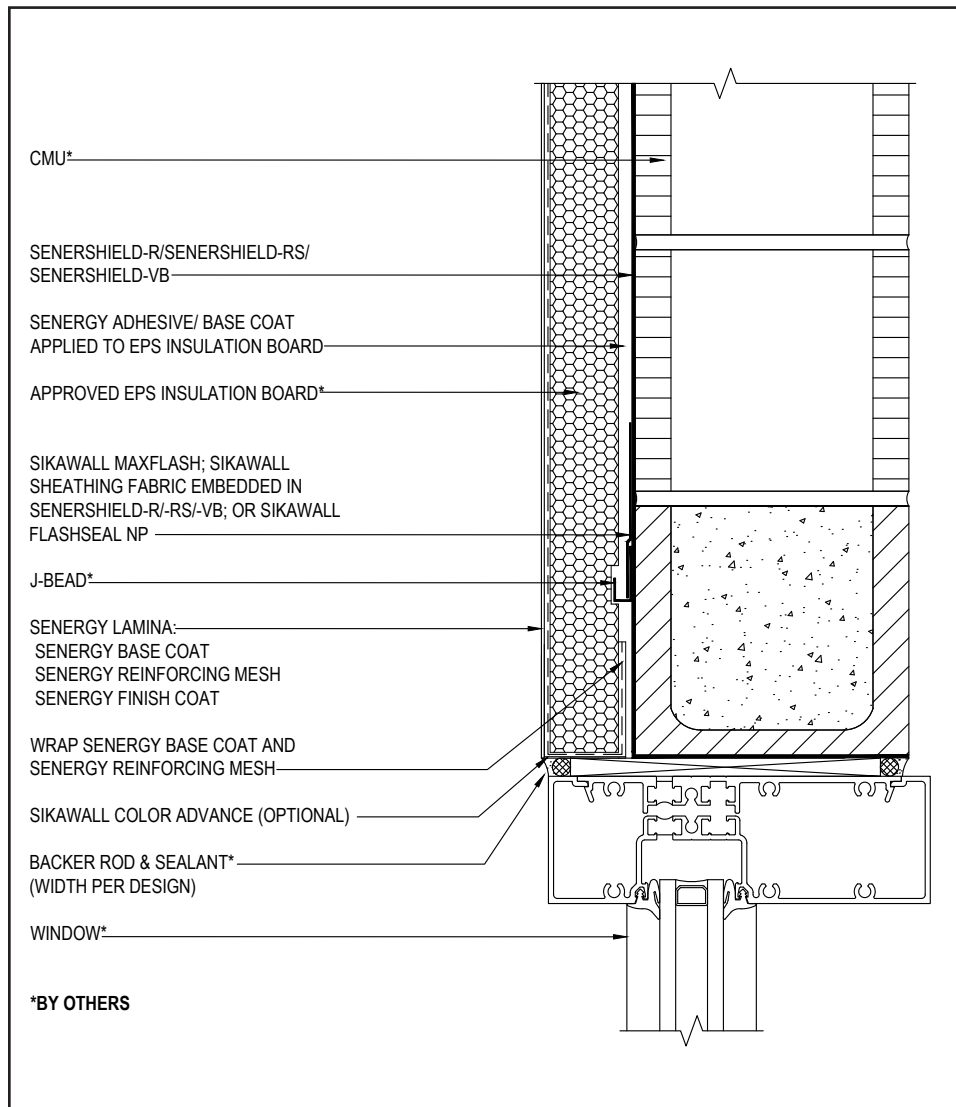 CMU*
SENERSHIELD-R/SENERSHIELD-RS/
SENERSHIELD-VB
SENERGY ADHESIVE/ BASE COAT
APPLIED TO EPS INSULATION BOARD
APPROVED EPS INSULATION BOARD*
SIKAWALL MAXFLASH; SIKAWALL
SHEATHING FABRIC EMBEDDED IN
SENERSHIELD-R/-RS/-VB; OR SIKAWALL
FLASHSEAL NP
J-BEAD*
SENERGY LAMINA:
SENERGY BASE COAT
SENERGY REINFORCING MESH
SENERGY FINISH COAT
WRAP SENERGY BASE COAT AND
SENERGY REINFORCING MESH
SIKAWALL COLOR ADVANCE (OPTIONAL)
BACKER ROD & SEALANT*
(WIDTH PER DESIGN)
WINDOW*
*BY OTHERS